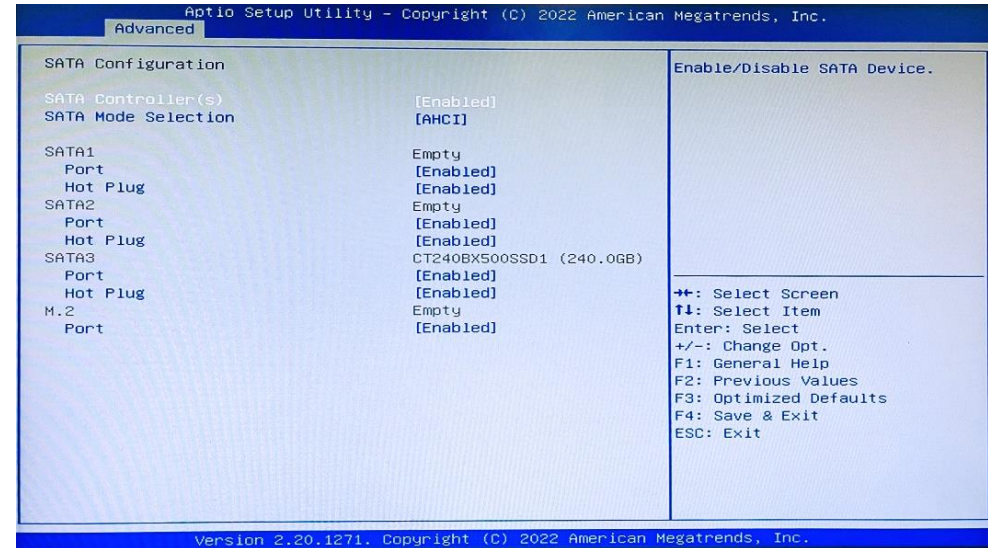 Aptio Setup Utility – Copyright (C) 2022 American Megatrends, Inc.
Advanced
SATA Configuration
Enable/Disable SATA Device.
SATA Controller(s) [Enabled]
SATA Mode Selection [AHCI]
SATA1 Empty
Port [Enabled]
Hot Plug [Enabled]
SATA2 Empty
Port [Enabled]
Hot Plug [Enabled]
SATA3 CT240BX500SSD1 (240.0GB)
Port [Enabled]
Hot Plug [Enabled]
M.2 Empty
Port [Enabled]
→←: Select Screen
↑↓: Select Item
Enter: Select
+/-: Change Opt.
F1: General Help
F2: Previous Values
F3: Optimized Defaults
F4: Save & Exit
ESC: Exit
Version 2.20.1271. Copyright (C) 2022 American Megatrends, Inc.